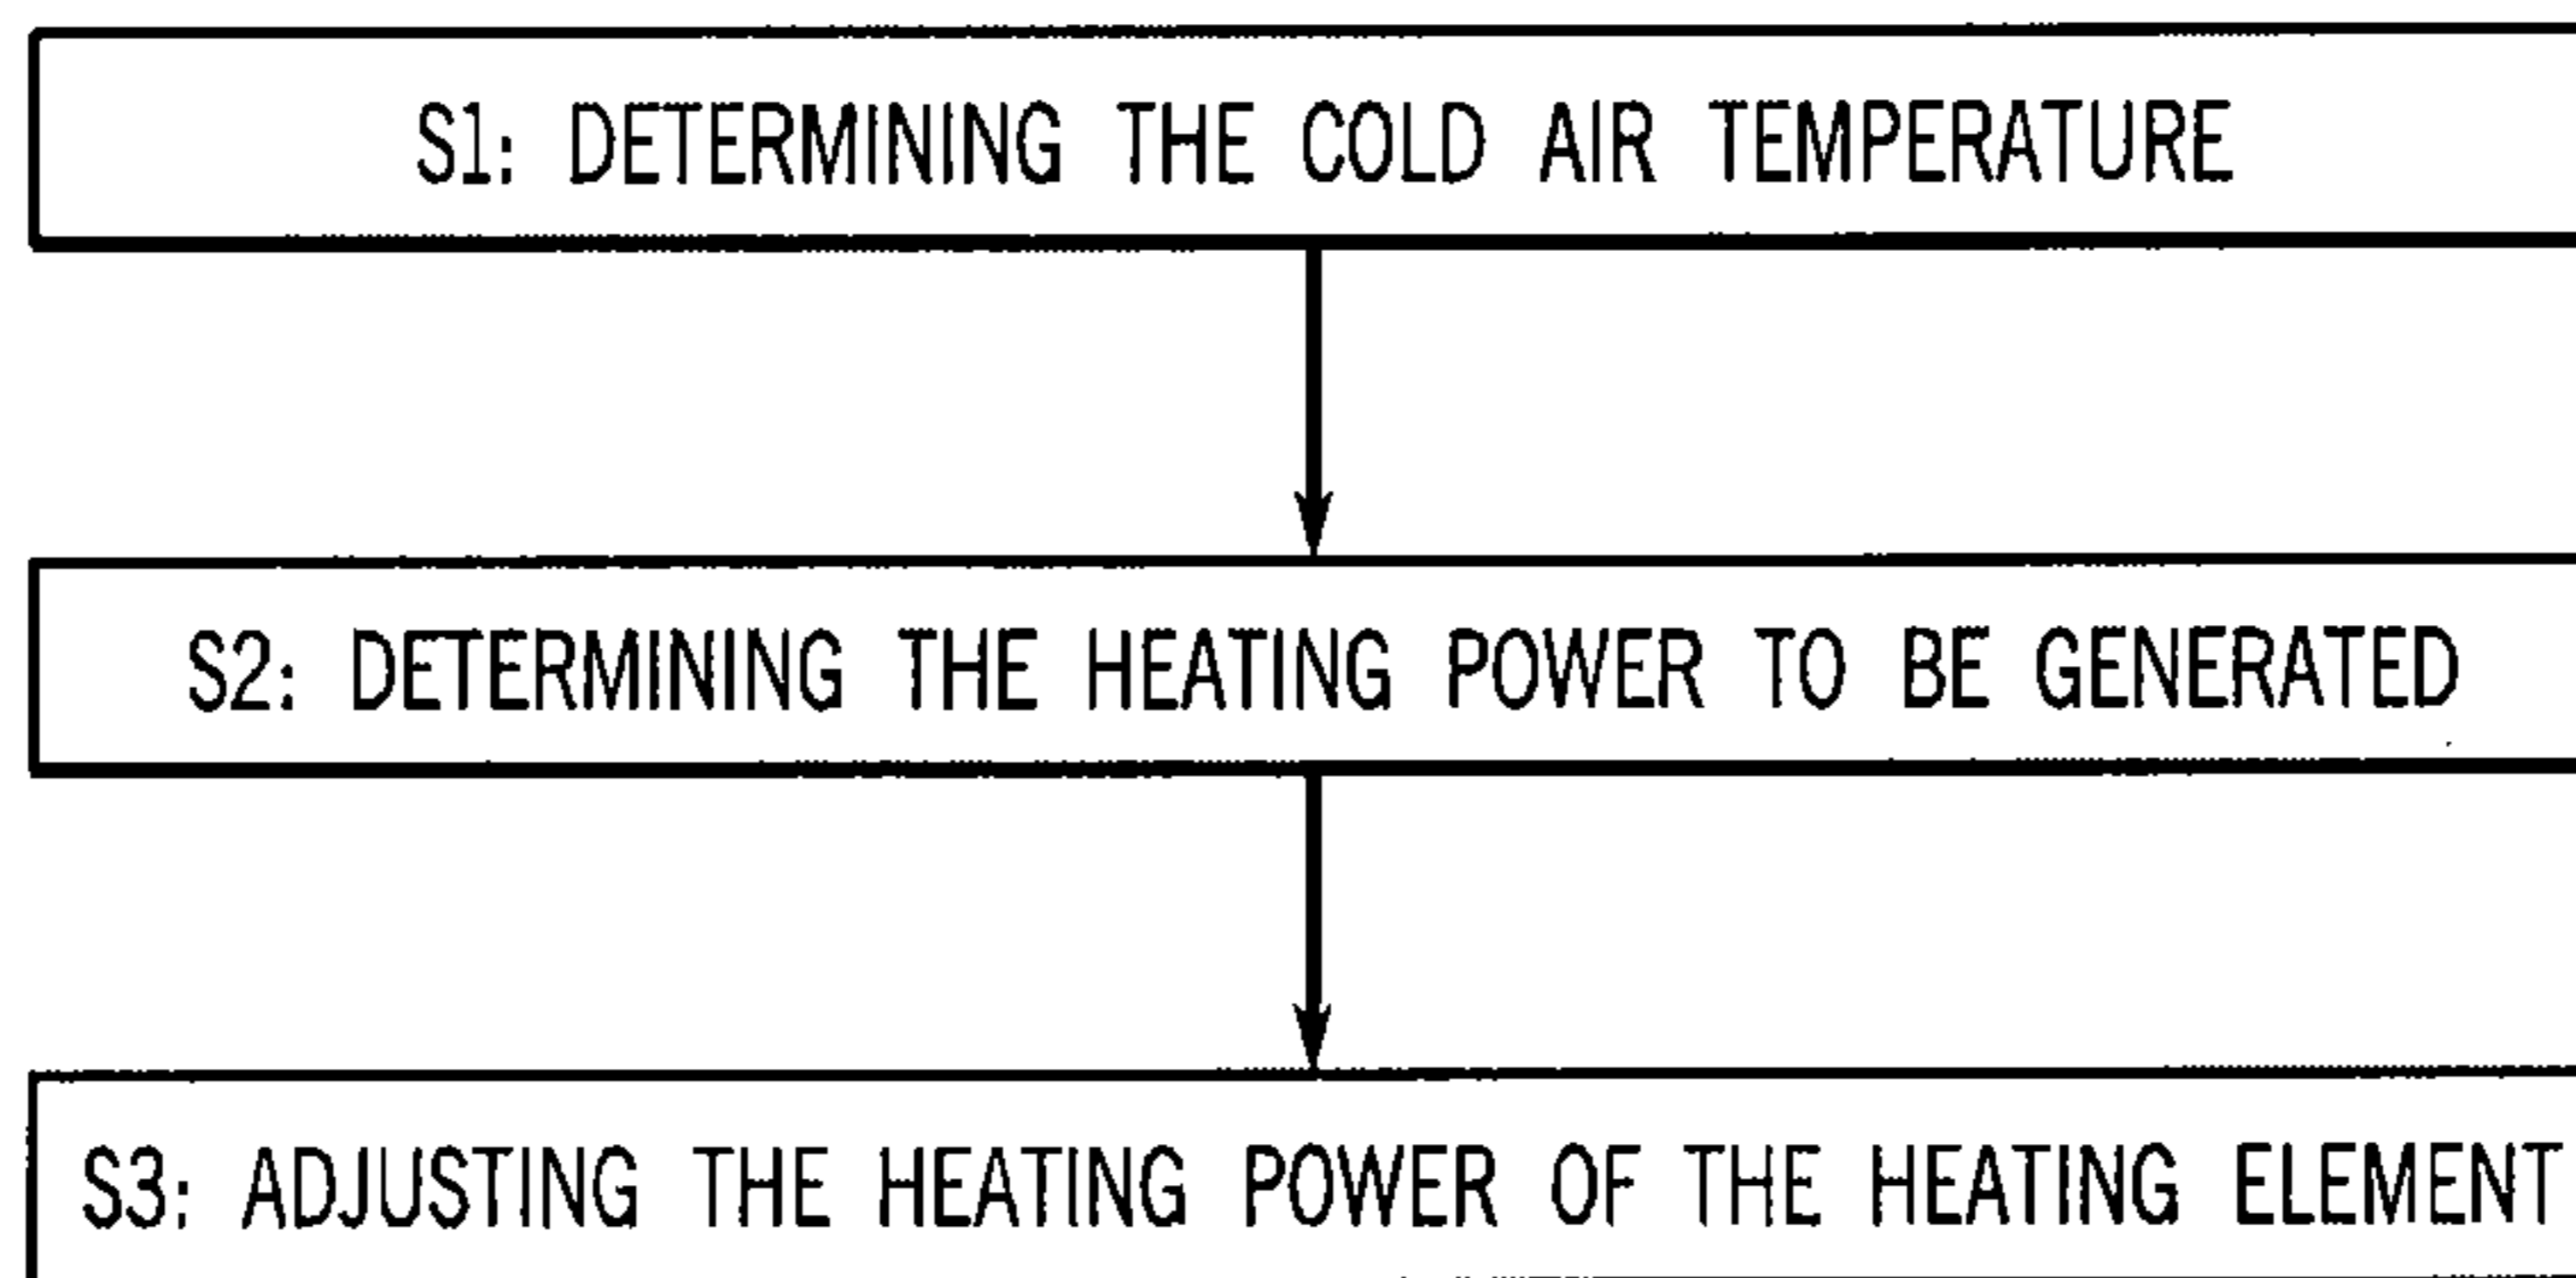 S1: DETERMINING THE COLD AIR TEMPERATURE
S2: DETERMINING THE HEATING POWER TO BE GENERATED
S3: ADJUSTING THE HEATING POWER OF THE HEATING ELEMENT